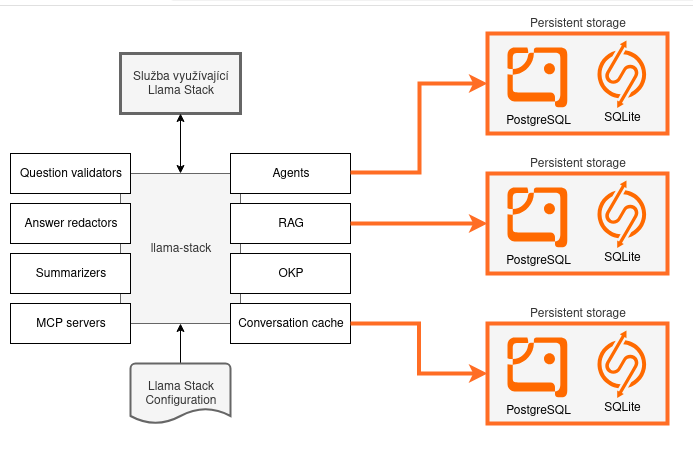 Persistent storage
PostgreSQL
SQLite
Služba využívající
Llama Stack
Question validators
Answer redactors
Summarizers
MCP servers
llama-stack
Agents
RAG
OKP
Conversation cache
Persistent storage
PostgreSQL
SQLite
Persistent storage
PostgreSQL
SQLite
Llama Stack
Configuration